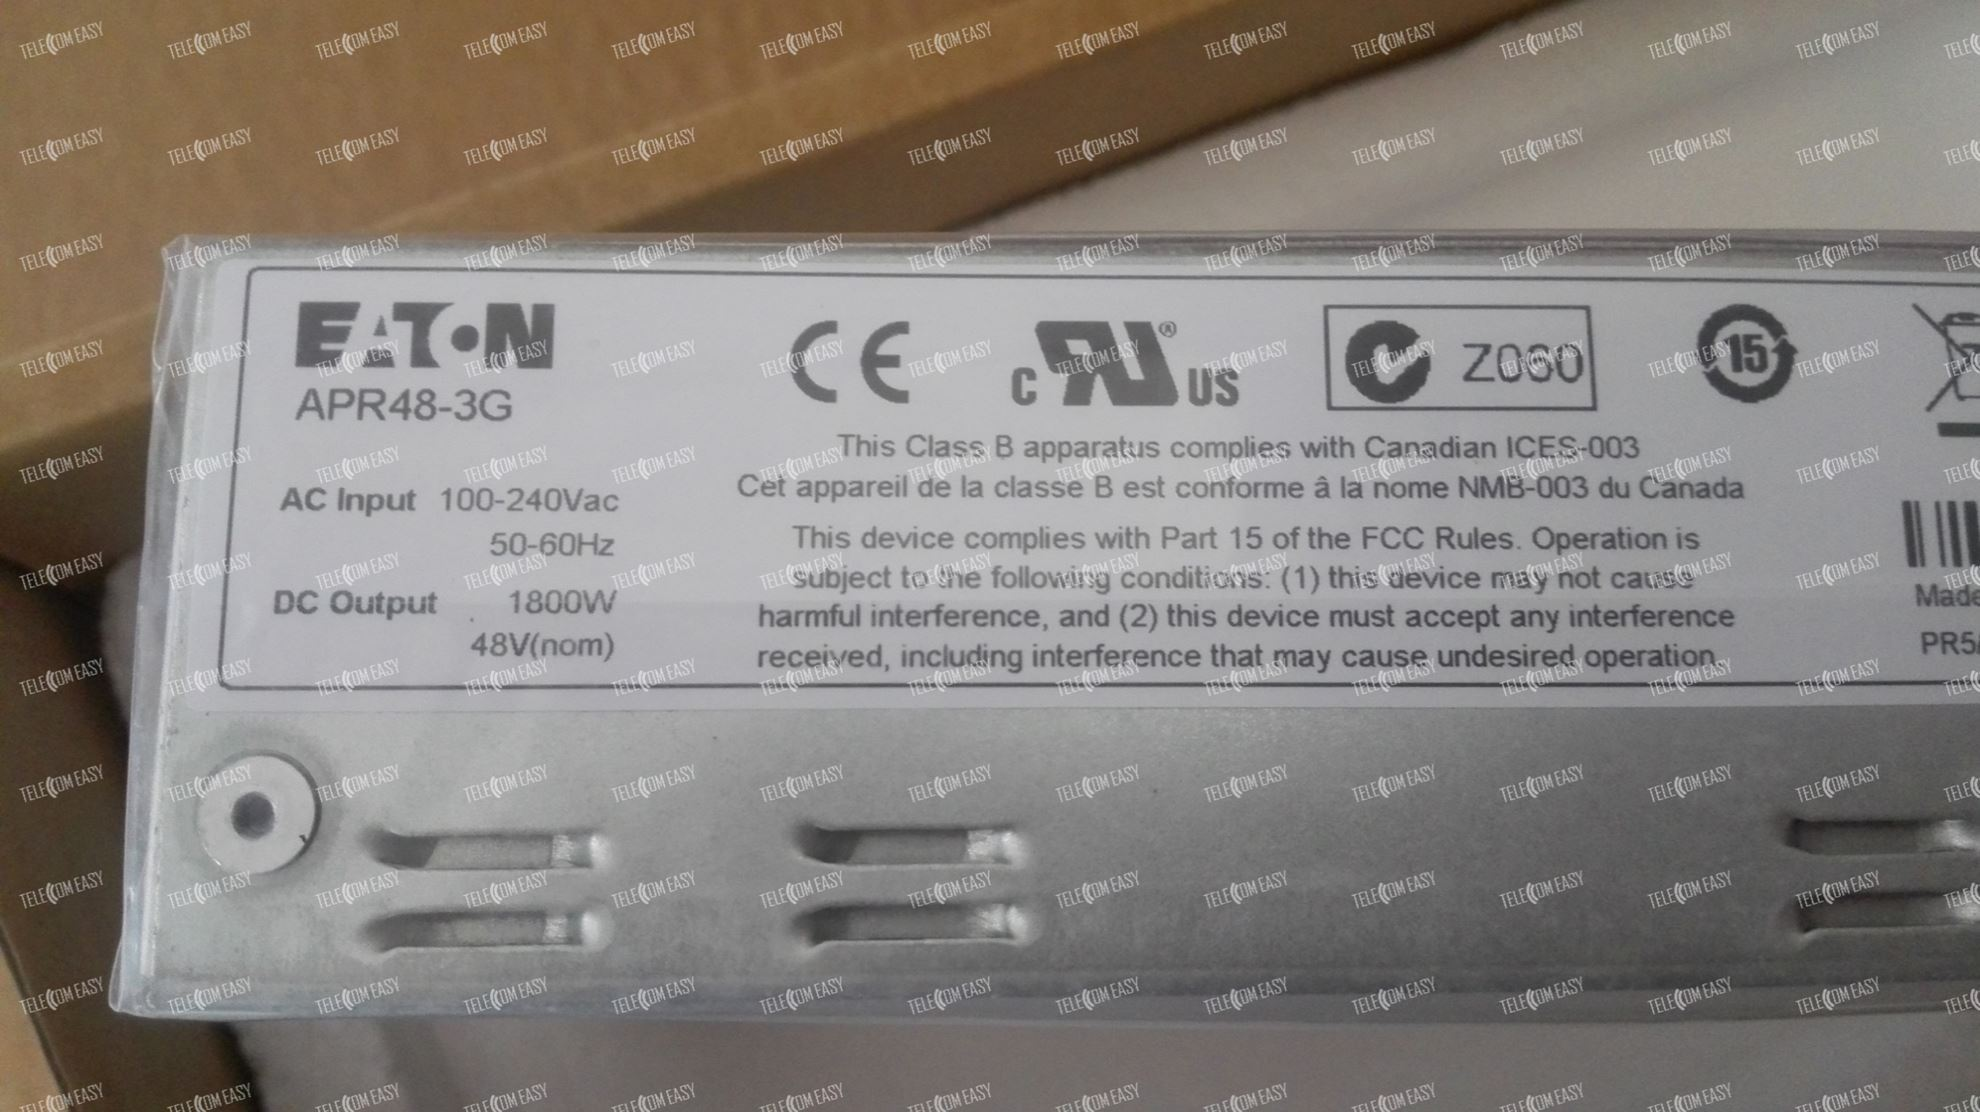 EATON
APR48-3G
AC Input 100-240Vac
50-60Hz
DC Output 1800W
48V(nom)
CE
C UL® US
Z060
15
This Class B apparatus complies with Canadian ICES-003
Cet appareil de la classe B est conforme â la nome NMB-003 du Canada
This device complies with Part 15 of the FCC Rules. Operation is
subject to the following conditions: (1) this device may not cause
harmful interference, and (2) this device must accept any interference
received, including interference that may cause undesired operation.
Made
PR5
TELECOM EASY